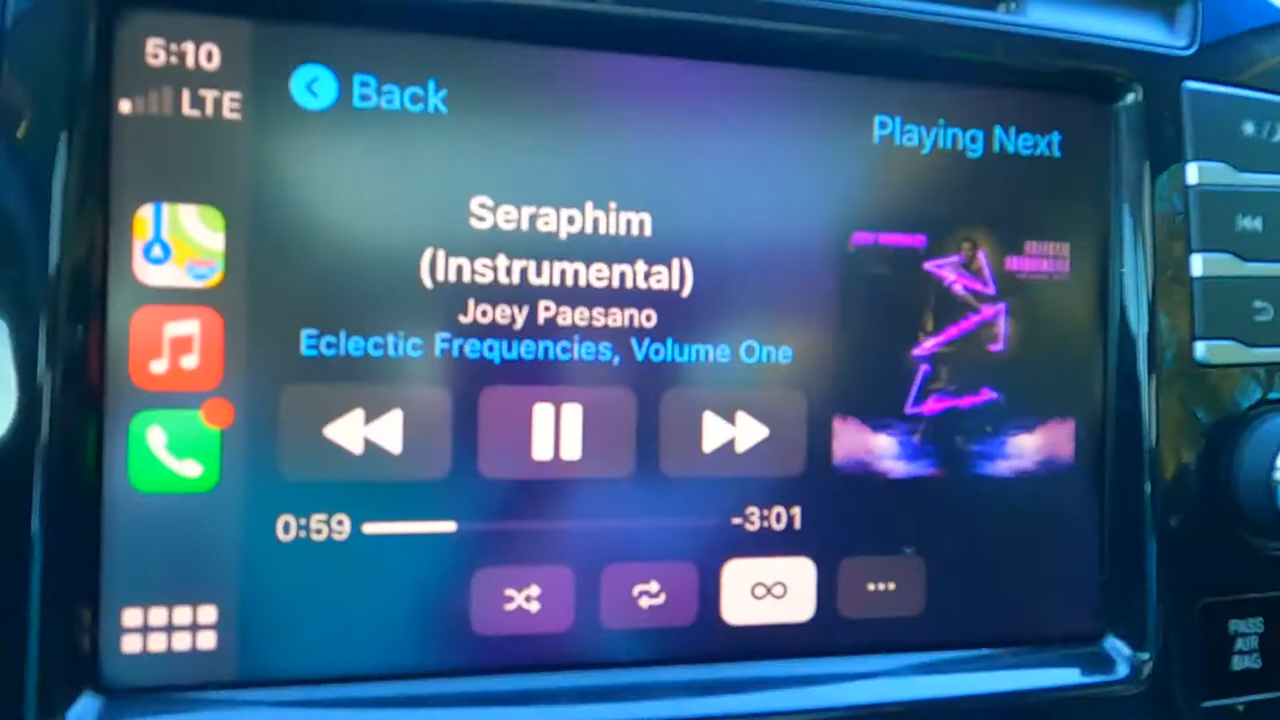 5:10
LTE
Back
Playing Next
Seraphim
(Instrumental)
Joey Paesano
Eclectic Frequencies, Volume One
0:59
-3:01
PASS
AIR
BAG